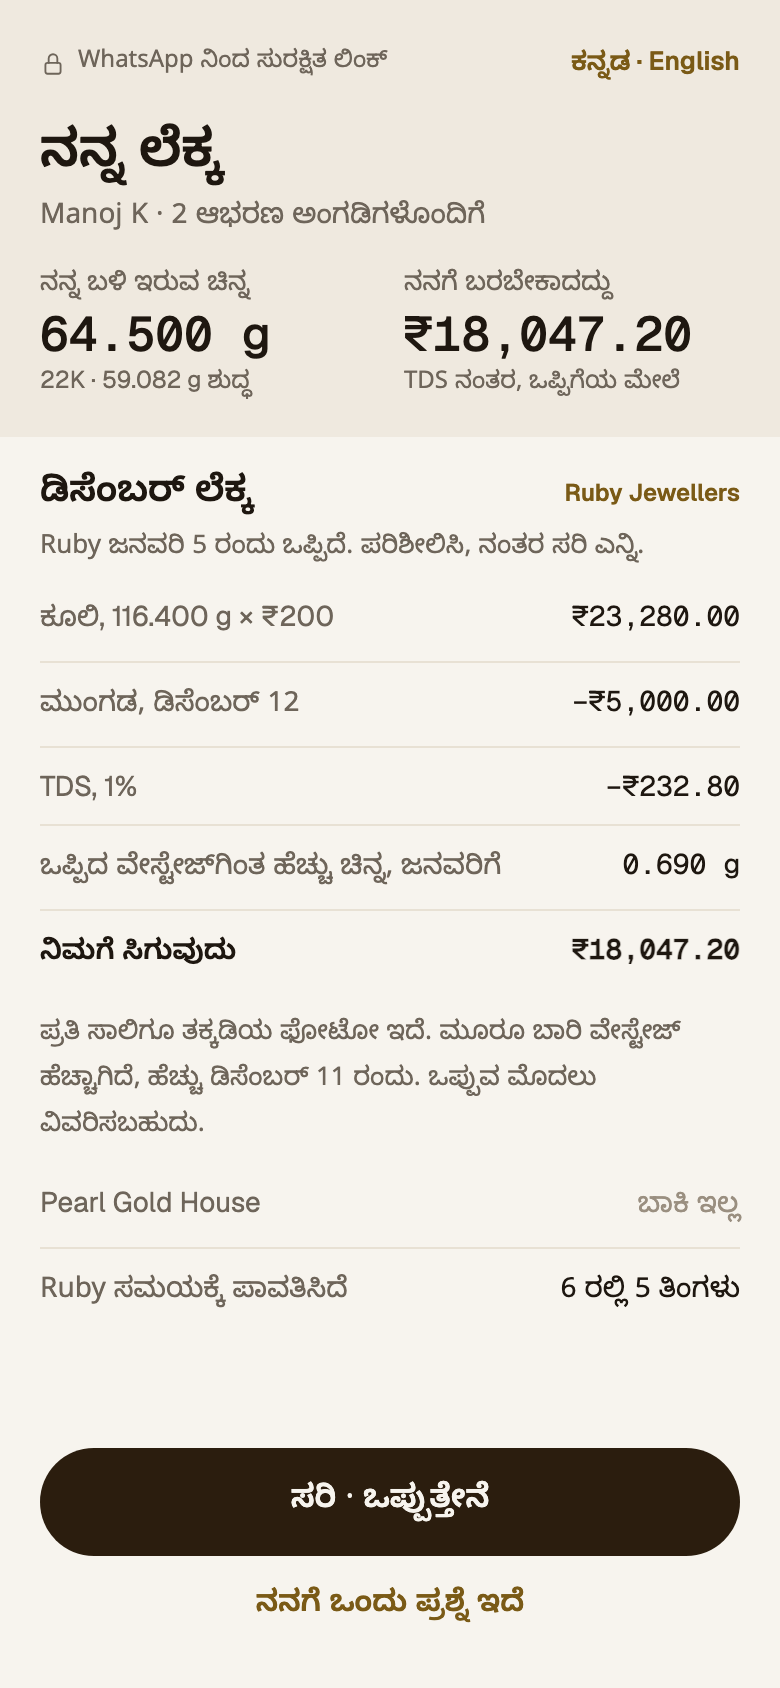 WhatsApp ನಿಂದ ಸುರಕ್ಷಿತ ಲಿಂಕ್
ಕನ್ನಡ · English
ನನ್ನ ಲೆಕ್ಕ
Manoj K · 2 ಆಭರಣ ಅಂಗಡಿಗಳೊಂದಿಗೆ
ನನ್ನ ಬಳಿ ಇರುವ ಚಿನ್ನ
64.500 g
22K · 59.082 g ಶುದ್ಧ
ನನಗೆ ಬರಬೇಕಾದದ್ದು
₹18,047.20
TDS ನಂತರ, ಒಪ್ಪಿಗೆಯ ಮೇಲೆ
ಡಿಸೆಂಬರ್ ಲೆಕ್ಕ
Ruby Jewellers
Ruby ಜನವರಿ 5 ರಂದು ಒಪ್ಪಿದೆ. ಪರಿಶೀಲಿಸಿ, ನಂತರ ಸರಿ ಎನ್ನಿ.
ಕೂಲಿ, 116.400 g × ₹200 ₹23,280.00
ಮುಂಗಡ, ಡಿಸೆಂಬರ್ 12 −₹5,000.00
TDS, 1% −₹232.80
ಒಪ್ಪಿದ ವೇಸ್ಟೇಜ್‌ಗಿಂತ ಹೆಚ್ಚು ಚಿನ್ನ, ಜನವರಿಗೆ 0.690 g
ನಿಮಗೆ ಸಿಗುವುದು ₹18,047.20
ಪ್ರತಿ ಸಾಲಿಗೂ ತಕ್ಕಡಿಯ ಫೋಟೋ ಇದೆ. ಮೂರೂ ಬಾರಿ ವೇಸ್ಟೇಜ್
ಹೆಚ್ಚಾಗಿದೆ, ಹೆಚ್ಚು ಡಿಸೆಂಬರ್ 11 ರಂದು. ಒಪ್ಪುವ ಮೊದಲು
ವಿವರಿಸಬಹುದು.
Pearl Gold House ಬಾಕಿ ಇಲ್ಲ
Ruby ಸಮಯಕ್ಕೆ ಪಾವತಿಸಿದೆ 6 ರಲ್ಲಿ 5 ತಿಂಗಳು
ಸರಿ · ಒಪ್ಪುತ್ತೇನೆ
ನನಗೆ ಒಂದು ಪ್ರಶ್ನೆ ಇದೆ